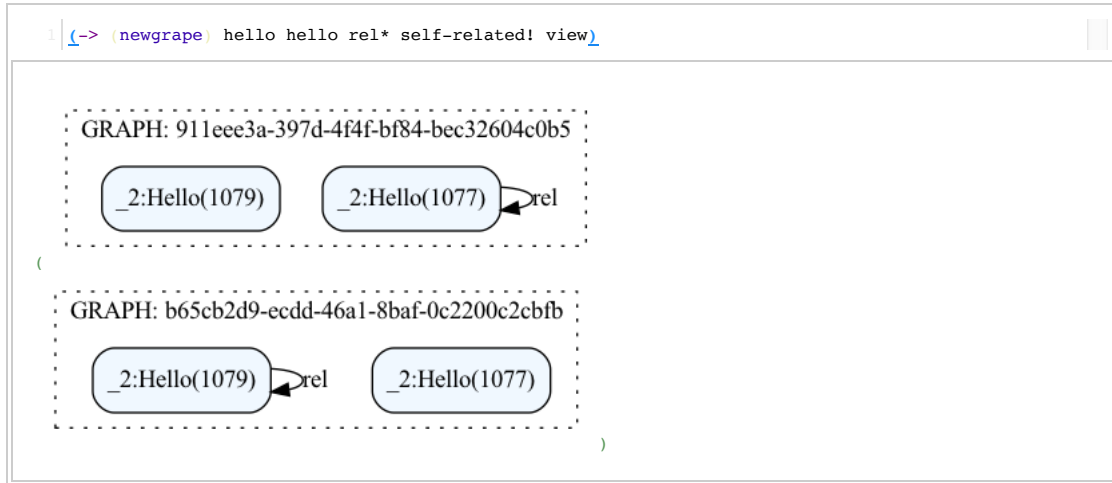 1 (-> (newgrape) hello hello rel* self-related! view)
GRAPH: 911eee3a-397d-4f4f-bf84-bec32604c0b5
_2:Hello(1079) _2:Hello(1077) rel
(
GRAPH: b65cb2d9-ecdd-46a1-8baf-0c2200c2cbfb
_2:Hello(1079) rel _2:Hello(1077)
)